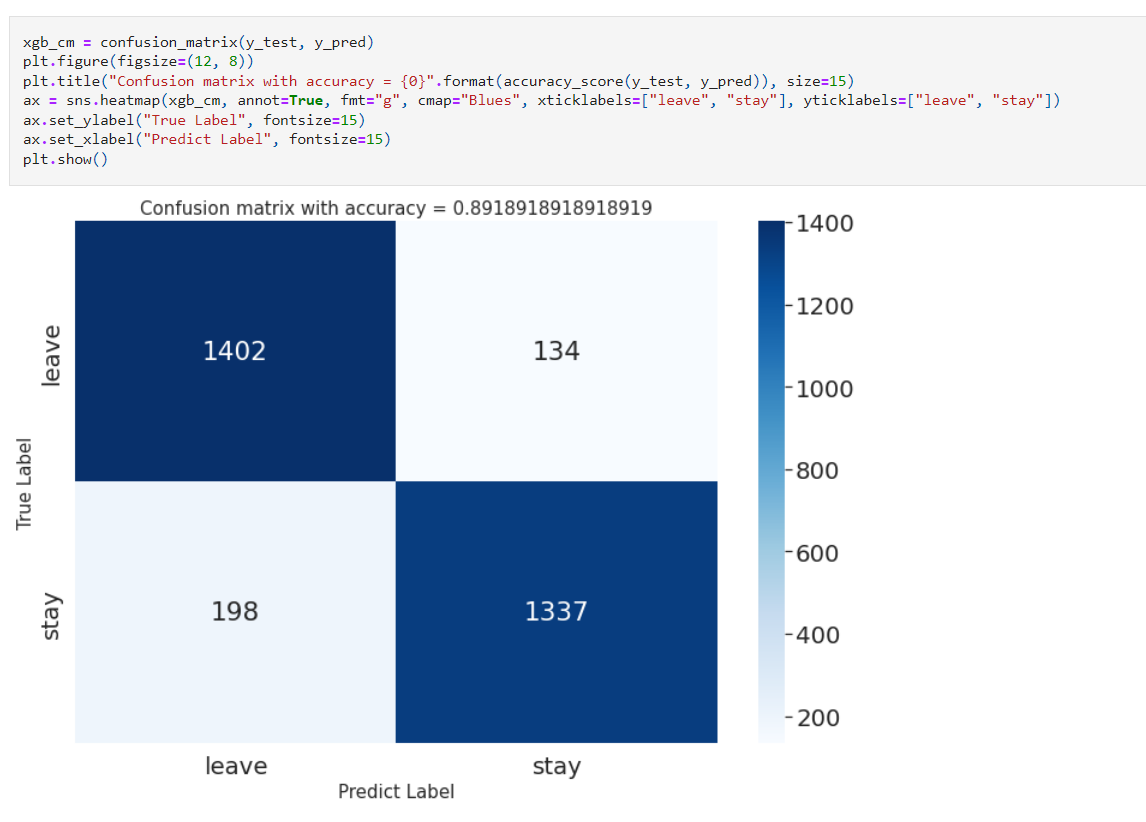 xgb_cm = confusion_matrix(y_test, y_pred)
plt.figure(figsize=(12, 8))
plt.title("Confusion matrix with accuracy = {0}".format(accuracy_score(y_test, y_pred)), size=15)
ax = sns.heatmap(xgb_cm, annot=True, fmt="g", cmap="Blues", xticklabels=["leave", "stay"], yticklabels=["leave", "stay"])
ax.set_ylabel("True Label", fontsize=15)
ax.set_xlabel("Predict Label", fontsize=15)
plt.show()
Confusion matrix with accuracy = 0.8918918918918919
True Label
leave
1402
134
stay
198
1337
leave
stay
Predict Label
1400
1200
1000
800
600
400
200